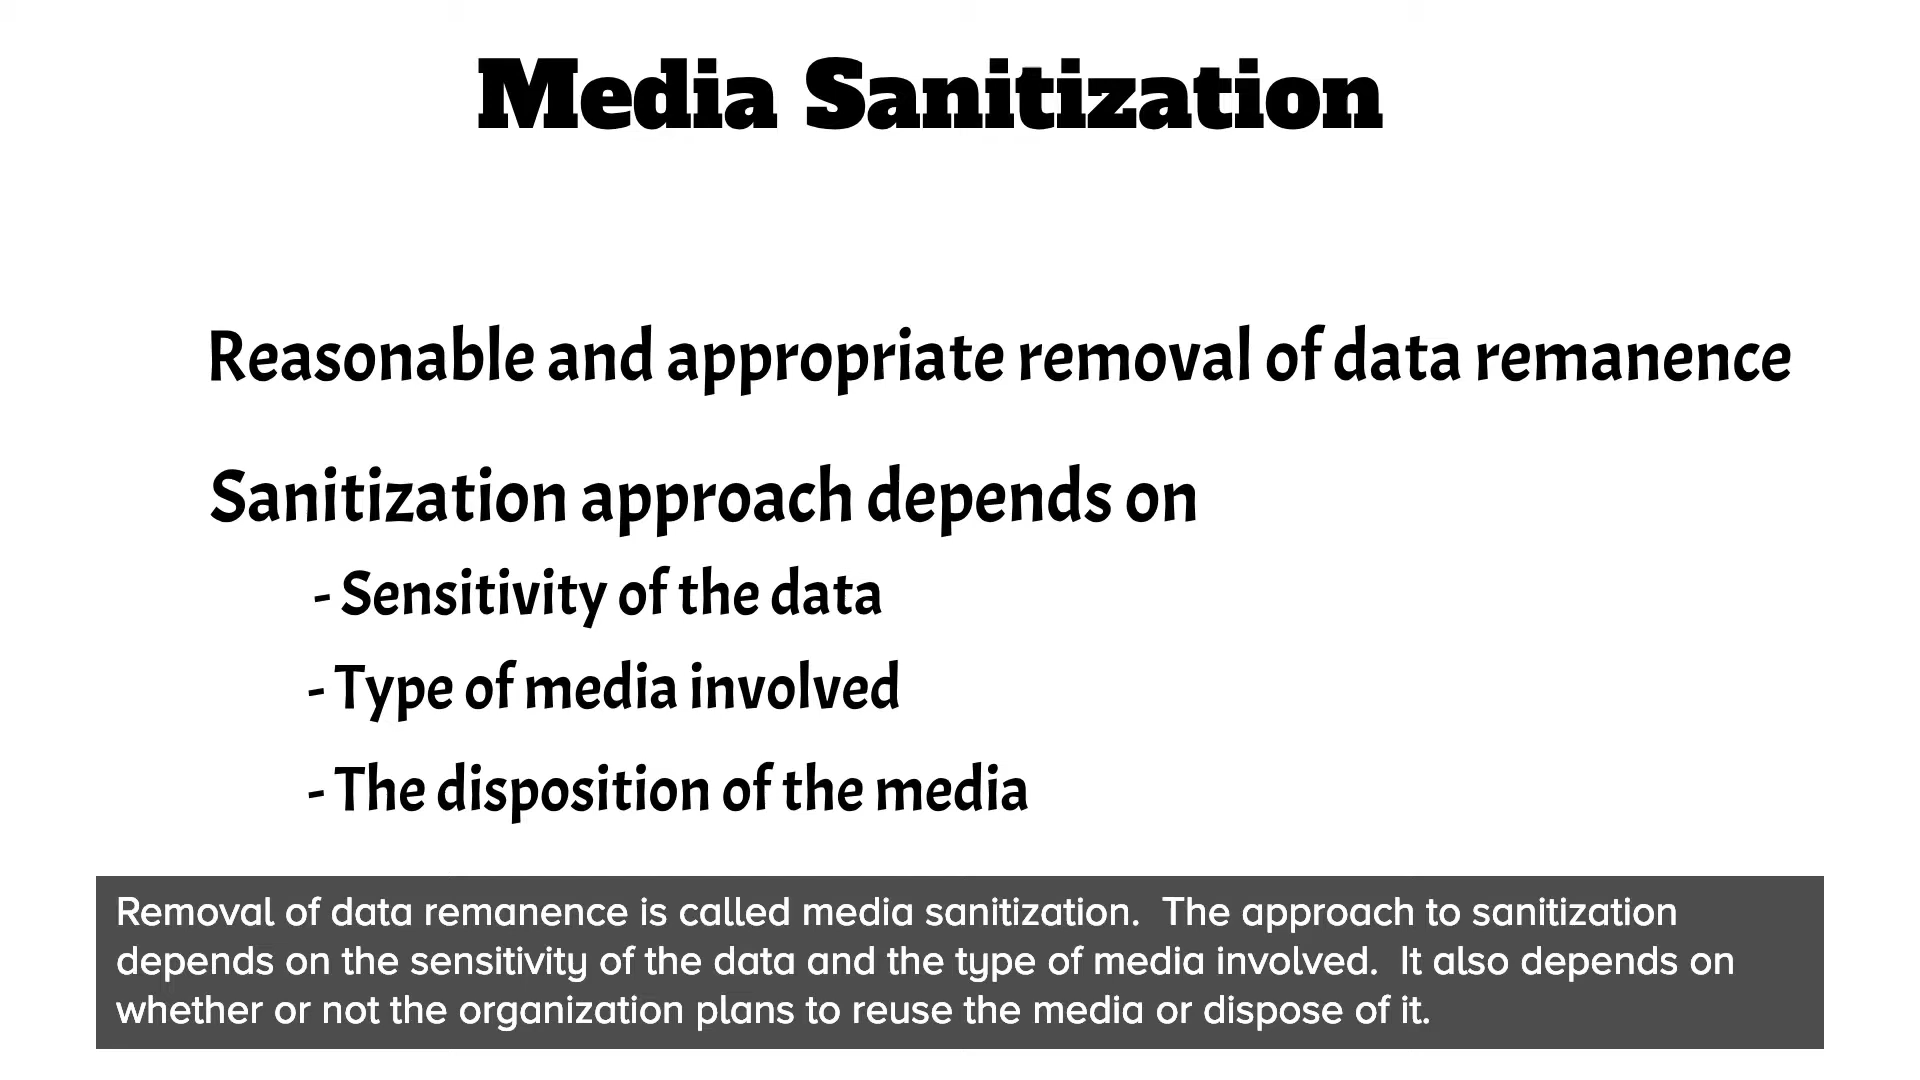 Media Sanitization
Reasonable and appropriate removal of data remanence
Sanitization approach depends on
- Sensitivity of the data
- Type of media involved
- The disposition of the media
Removal of data remanence is called media sanitization.  The approach to sanitization
depends on the sensitivity of the data and the type of media involved.  It also depends on
whether or not the organization plans to reuse the media or dispose of it.